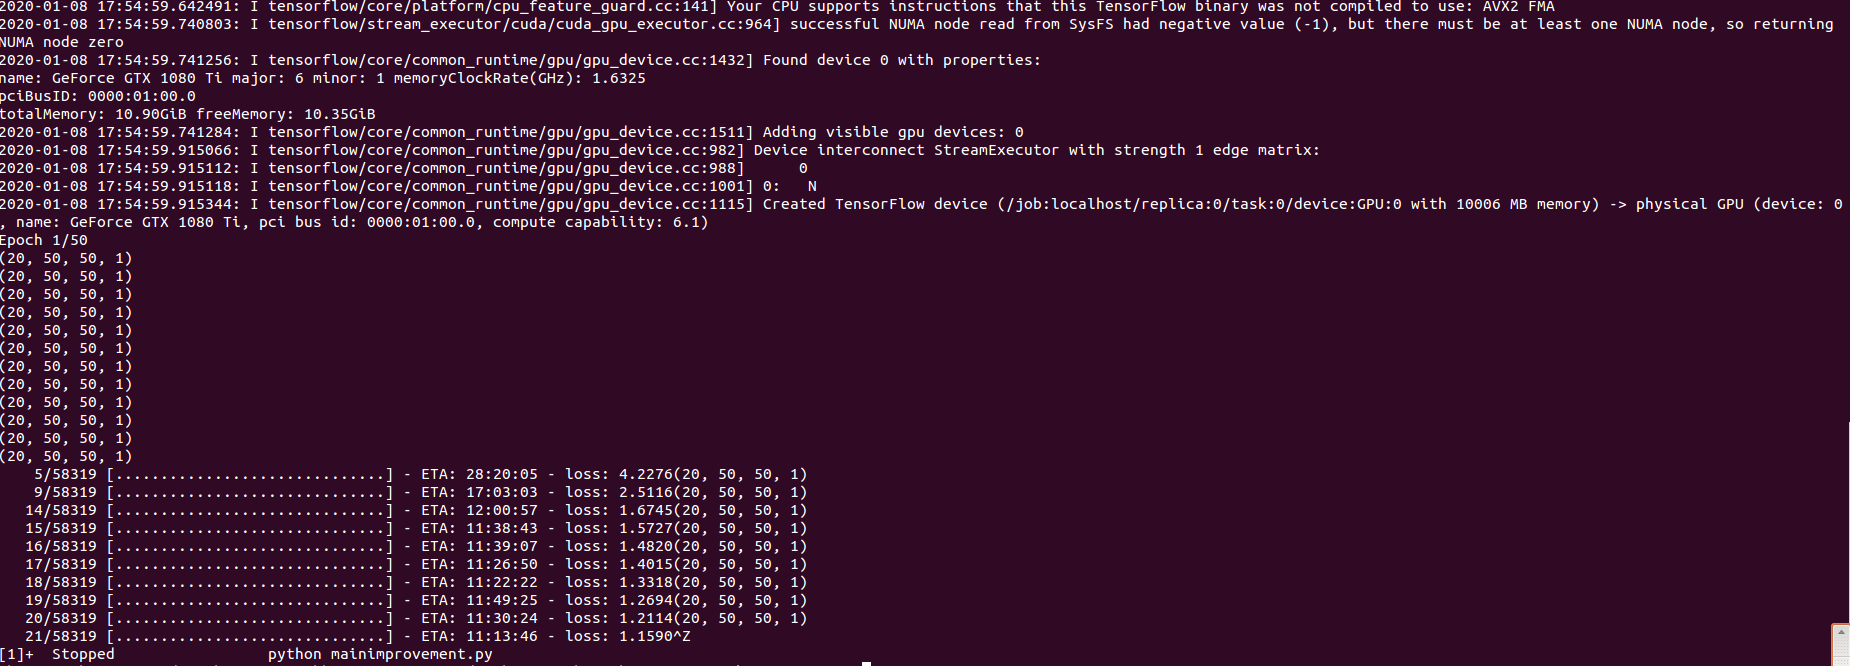 2020-01-08 17:54:59.642491: I tensorflow/core/platform/cpu_feature_guard.cc:141] Your CPU supports instructions that this TensorFlow binary was not compiled to use: AVX2 FMA
2020-01-08 17:54:59.740803: I tensorflow/stream_executor/cuda/cuda_gpu_executor.cc:964] successful NUMA node read from SysFS had negative value (-1), but there must be at least one NUMA node, so returning
NUMA node zero
2020-01-08 17:54:59.741256: I tensorflow/core/common_runtime/gpu/gpu_device.cc:1432] Found device 0 with properties:
name: GeForce GTX 1080 Ti major: 6 minor: 1 memoryClockRate(GHz): 1.6325
pciBusID: 0000:01:00.0
totalMemory: 10.90GiB freeMemory: 10.35GiB
2020-01-08 17:54:59.741284: I tensorflow/core/common_runtime/gpu/gpu_device.cc:1511] Adding visible gpu devices: 0
2020-01-08 17:54:59.915066: I tensorflow/core/common_runtime/gpu/gpu_device.cc:982] Device interconnect StreamExecutor with strength 1 edge matrix:
2020-01-08 17:54:59.915112: I tensorflow/core/common_runtime/gpu/gpu_device.cc:988]      0
2020-01-08 17:54:59.915118: I tensorflow/core/common_runtime/gpu/gpu_device.cc:1001] 0:   N
2020-01-08 17:54:59.915344: I tensorflow/core/common_runtime/gpu/gpu_device.cc:1115] Created TensorFlow device (/job:localhost/replica:0/task:0/device:GPU:0 with 10006 MB memory) -> physical GPU (device: 0
, name: GeForce GTX 1080 Ti, pci bus id: 0000:01:00.0, compute capability: 6.1)
Epoch 1/50
(20, 50, 50, 1)
(20, 50, 50, 1)
(20, 50, 50, 1)
(20, 50, 50, 1)
(20, 50, 50, 1)
(20, 50, 50, 1)
(20, 50, 50, 1)
(20, 50, 50, 1)
(20, 50, 50, 1)
(20, 50, 50, 1)
(20, 50, 50, 1)
(20, 50, 50, 1)
    5/58319 [..............................] - ETA: 28:20:05 - loss: 4.2276(20, 50, 50, 1)
    9/58319 [..............................] - ETA: 17:03:03 - loss: 2.5116(20, 50, 50, 1)
   14/58319 [..............................] - ETA: 12:00:57 - loss: 1.6745(20, 50, 50, 1)
   15/58319 [..............................] - ETA: 11:38:43 - loss: 1.5727(20, 50, 50, 1)
   16/58319 [..............................] - ETA: 11:39:07 - loss: 1.4820(20, 50, 50, 1)
   17/58319 [..............................] - ETA: 11:26:50 - loss: 1.4015(20, 50, 50, 1)
   18/58319 [..............................] - ETA: 11:22:22 - loss: 1.3318(20, 50, 50, 1)
   19/58319 [..............................] - ETA: 11:49:25 - loss: 1.2694(20, 50, 50, 1)
   20/58319 [..............................] - ETA: 11:30:24 - loss: 1.2114(20, 50, 50, 1)
   21/58319 [..............................] - ETA: 11:13:46 - loss: 1.1590^Z
[1]+  Stopped                 python mainimprovement.py